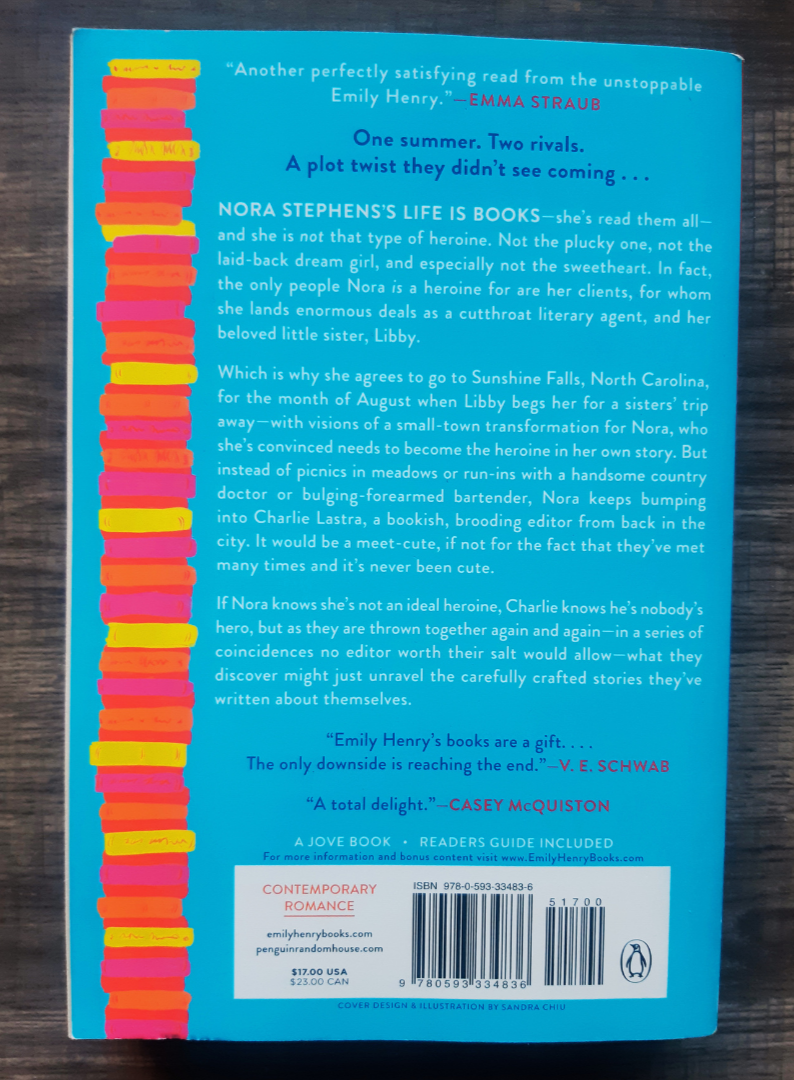 “Another perfectly satisfying read from the unstoppable
Emily Henry.”—EMMA STRAUB
One summer. Two rivals.
A plot twist they didn’t see coming . . .
NORA STEPHENS’S LIFE IS BOOKS—she’s read them all—
and she is not that type of heroine. Not the plucky one, not the
laid-back dream girl, and especially not the sweetheart. In fact,
the only people Nora is a heroine for are her clients, for whom
she lands enormous deals as a cutthroat literary agent, and her
beloved little sister, Libby.
Which is why she agrees to go to Sunshine Falls, North Carolina,
for the month of August when Libby begs her for a sisters’ trip
away—with visions of a small-town transformation for Nora, who
she’s convinced needs to become the heroine in her own story. But
instead of picnics in meadows or run-ins with a handsome country
doctor or bulging-forearmed bartender, Nora keeps bumping
into Charlie Lastra, a bookish, brooding editor from back in the
city. It would be a meet-cute, if not for the fact that they’ve met
many times and it’s never been cute.
If Nora knows she’s not an ideal heroine, Charlie knows he’s nobody’s
hero, but as they are thrown together again and again—in a series of
coincidences no editor worth their salt would allow—what they
discover might just unravel the carefully crafted stories they’ve
written about themselves.
“Emily Henry’s books are a gift. . . .
The only downside is reaching the end.”—V. E. SCHWAB
“A total delight.”—CASEY McQUISTON
A JOVE BOOK • READERS GUIDE INCLUDED
For more information and bonus content visit www.EmilyHenryBooks.com
CONTEMPORARY
ROMANCE
emilyhenrybooks.com
penguinrandomhouse.com
$17.00 USA
$23.00 CAN
ISBN 978-0-593-33483-6
51700
9 780593 334836
COVER DESIGN & ILLUSTRATION BY SANDRA CHIU